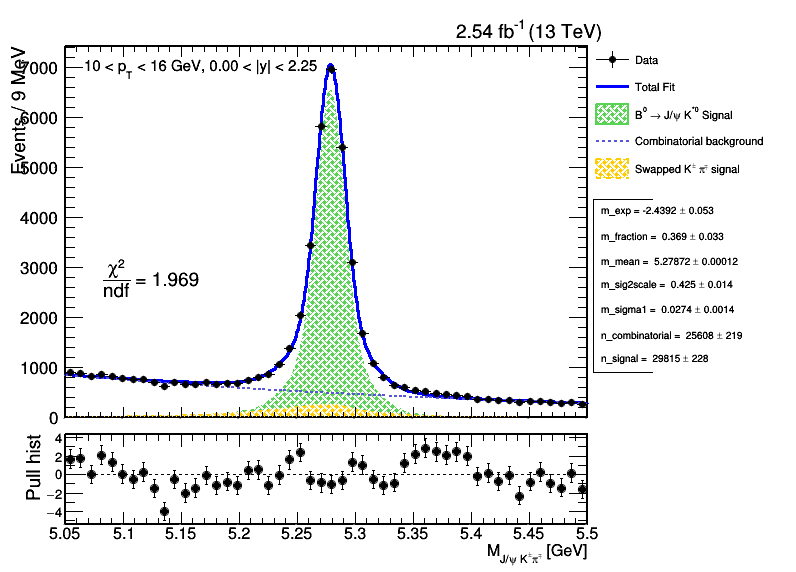 2.54 fb⁻¹ (13 TeV)
Events / 9 MeV
10 < p_T < 16 GeV, 0.00 < |y| < 2.25
7000
6000
5000
4000
3000
2000
1000
0
χ²/ndf = 1.969
Data
Total Fit
B⁰ → J/ψ K*⁰ Signal
Combinatorial background
Swapped K± π∓ signal
m_exp = -2.4392 ± 0.053
m_fraction = 0.369 ± 0.033
m_mean = 5.27872 ± 0.00012
m_sig2scale = 0.425 ± 0.014
m_sigma1 = 0.0274 ± 0.0014
n_combinatorial = 25608 ± 219
n_signal = 29815 ± 228
Pull hist
4
2
0
−2
−4
5.05 5.1 5.15 5.2 5.25 5.3 5.35 5.4 5.45 5.5
M_J/ψ K± π∓ [GeV]